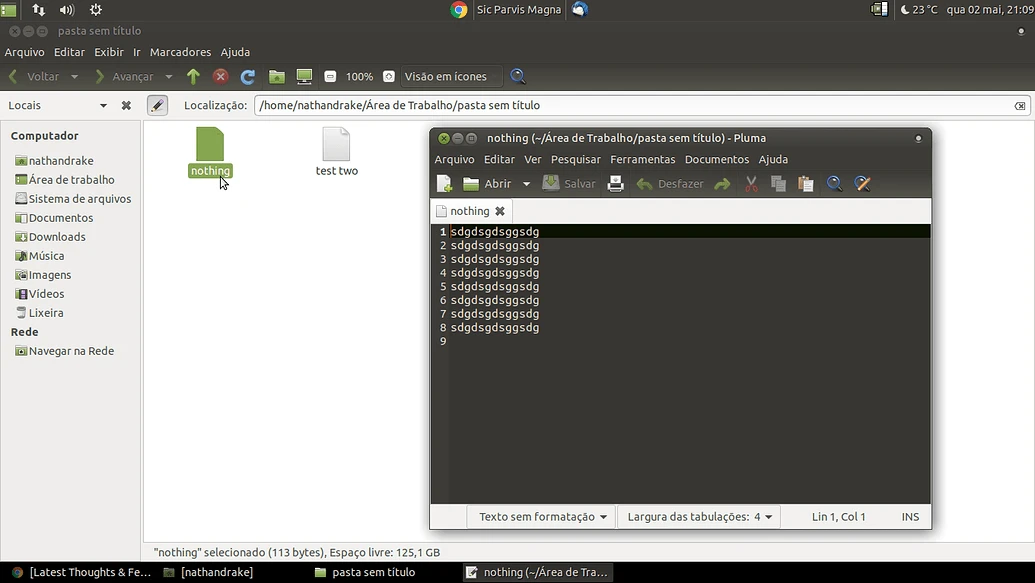 Sic Parvis Magna
23 °C qua 02 mai, 21:09
pasta sem título
Arquivo Editar Exibir Ir Marcadores Ajuda
Voltar Avançar 100% Visão em ícones
Locais Localização: /home/nathandrake/Área de Trabalho/pasta sem título
Computador
nathandrake
Área de trabalho
Sistema de arquivos
Documentos
Downloads
Música
Imagens
Vídeos
Lixeira
Rede
Navegar na Rede
nothing
test two
nothing (~/Área de Trabalho/pasta sem título) - Pluma
Arquivo Editar Ver Pesquisar Ferramentas Documentos Ajuda
Abrir Salvar Desfazer
nothing
1 sdgdsgdsggsdg
2 sdgdsgdsggsdg
3 sdgdsgdsggsdg
4 sdgdsgdsggsdg
5 sdgdsgdsggsdg
6 sdgdsgdsggsdg
7 sdgdsgdsggsdg
8 sdgdsgdsggsdg
9
Texto sem formatação Largura das tabulações: 4 Lin 1, Col 1 INS
"nothing" selecionado (113 bytes), Espaço livre: 125,1 GB
[Latest Thoughts & Fe... [nathandrake] pasta sem título nothing (~/Área de Tra...